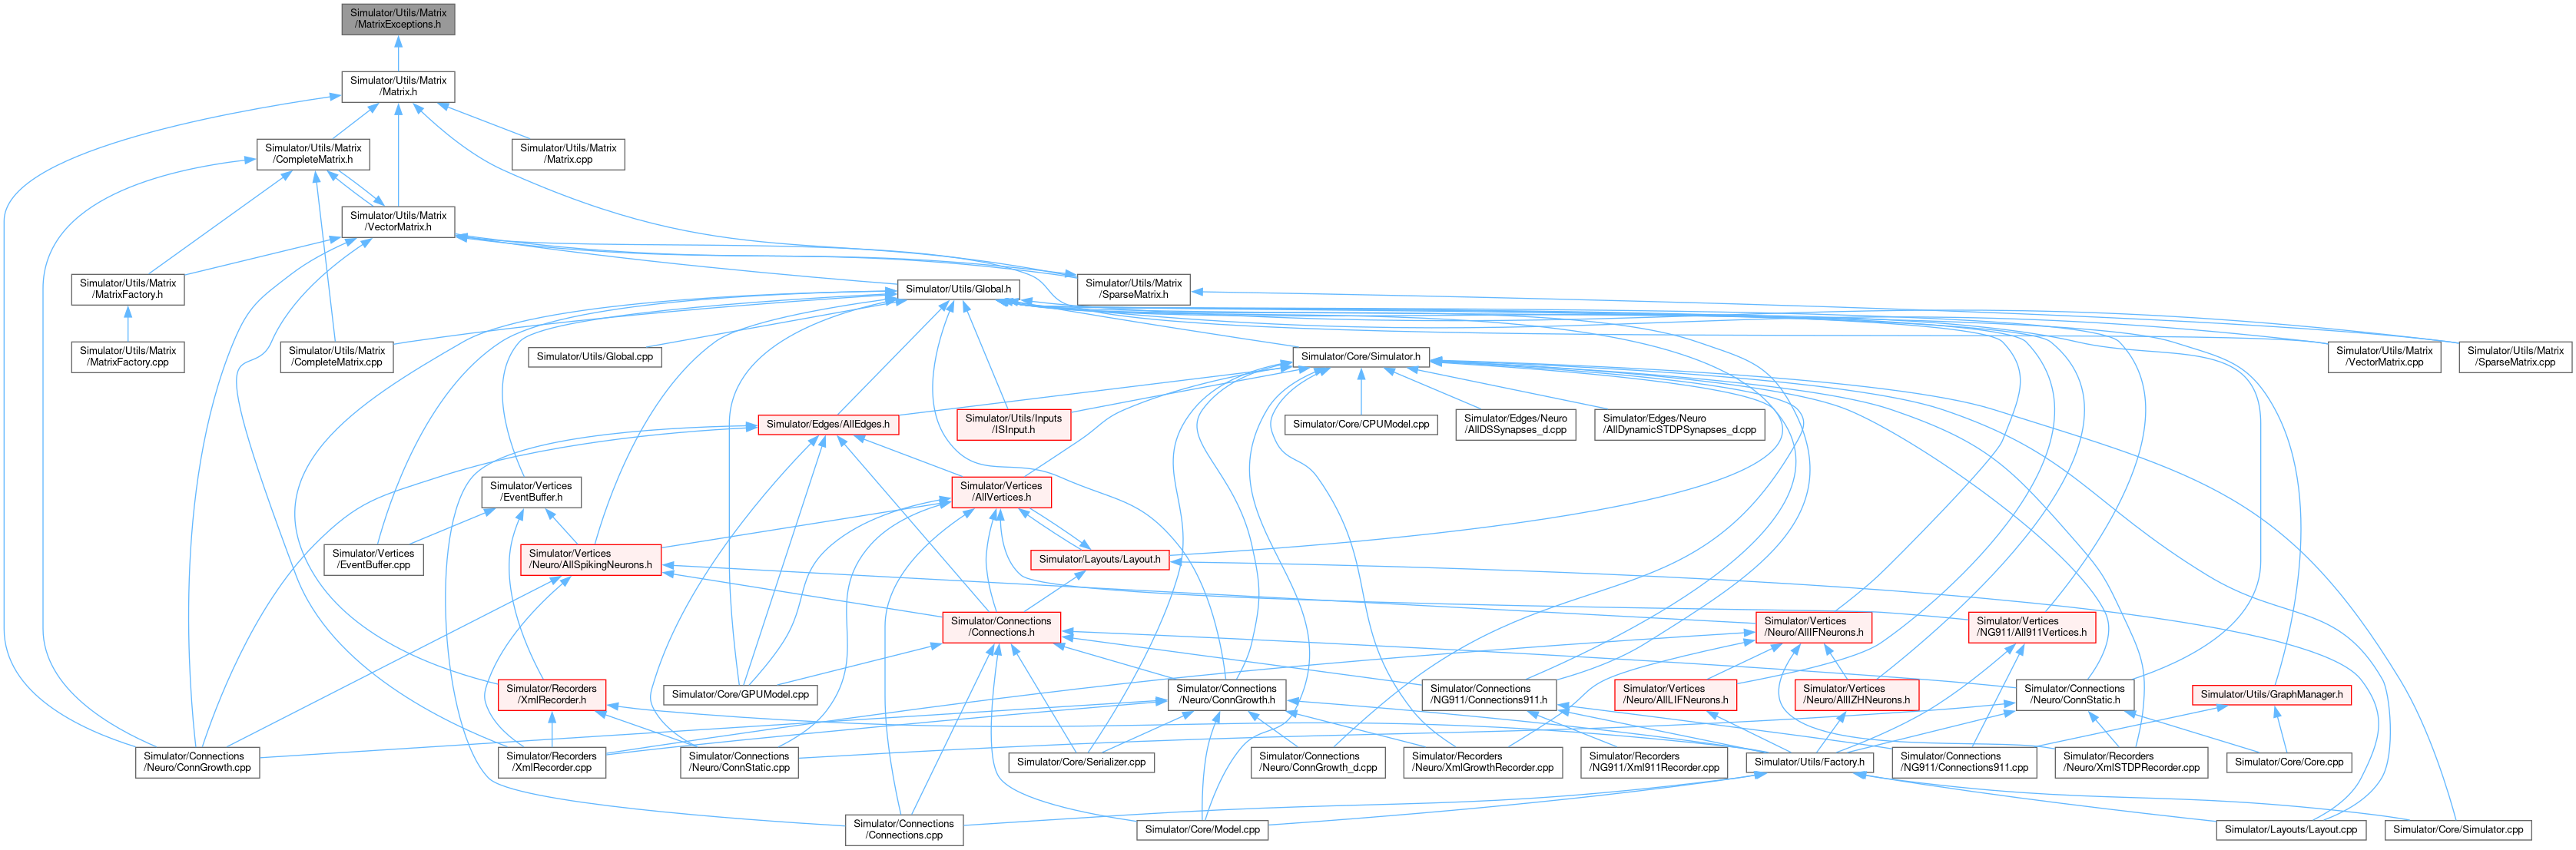 Simulator/Utils/Matrix
/MatrixExceptions.h
Simulator/Utils/Matrix
/Matrix.h
Simulator/Utils/Matrix
/CompleteMatrix.h
Simulator/Utils/Matrix
/Matrix.cpp
Simulator/Utils/Matrix
/VectorMatrix.h
Simulator/Utils/Matrix
/MatrixFactory.h
Simulator/Utils/Global.h
Simulator/Utils/Matrix
/SparseMatrix.h
Simulator/Utils/Matrix
/MatrixFactory.cpp
Simulator/Utils/Matrix
/CompleteMatrix.cpp
Simulator/Utils/Global.cpp
Simulator/Core/Simulator.h
Simulator/Utils/Matrix
/VectorMatrix.cpp
Simulator/Utils/Matrix
/SparseMatrix.cpp
Simulator/Edges/AllEdges.h
Simulator/Utils/Inputs
/ISInput.h
Simulator/Core/CPUModel.cpp
Simulator/Edges/Neuro
/AllDSSynapses_d.cpp
Simulator/Edges/Neuro
/AllDynamicSTDPSynapses_d.cpp
Simulator/Vertices
/EventBuffer.h
Simulator/Vertices
/AllVertices.h
Simulator/Vertices
/EventBuffer.cpp
Simulator/Vertices
/Neuro/AllSpikingNeurons.h
Simulator/Layouts/Layout.h
Simulator/Connections
/Connections.h
Simulator/Vertices
/Neuro/AllIFNeurons.h
Simulator/Vertices
/NG911/All911Vertices.h
Simulator/Recorders
/XmlRecorder.h
Simulator/Core/GPUModel.cpp
Simulator/Connections
/Neuro/ConnGrowth.h
Simulator/Connections
/NG911/Connections911.h
Simulator/Vertices
/Neuro/AllLIFNeurons.h
Simulator/Vertices
/Neuro/AllIZHNeurons.h
Simulator/Connections
/Neuro/ConnStatic.h
Simulator/Utils/GraphManager.h
Simulator/Connections
/Neuro/ConnGrowth.cpp
Simulator/Recorders
/XmlRecorder.cpp
Simulator/Connections
/Neuro/ConnStatic.cpp
Simulator/Core/Serializer.cpp
Simulator/Connections
/Neuro/ConnGrowth_d.cpp
Simulator/Recorders
/Neuro/XmlGrowthRecorder.cpp
Simulator/Recorders
/NG911/Xml911Recorder.cpp
Simulator/Utils/Factory.h
Simulator/Connections
/NG911/Connections911.cpp
Simulator/Recorders
/Neuro/XmlSTDPRecorder.cpp
Simulator/Core/Core.cpp
Simulator/Connections
/Connections.cpp
Simulator/Core/Model.cpp
Simulator/Layouts/Layout.cpp
Simulator/Core/Simulator.cpp